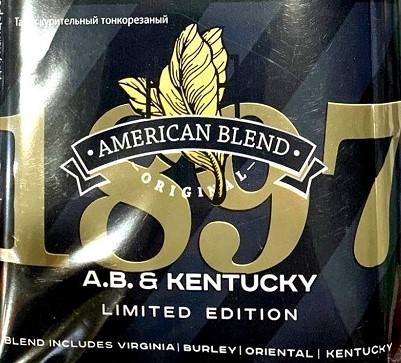 Табак курительный тонкорезаный
1897
• AMERICAN BLEND •
ORIGINAL
A.B. & KENTUCKY
LIMITED EDITION
BLEND INCLUDES VIRGINIA | BURLEY | ORIENTAL | KENTUCKY